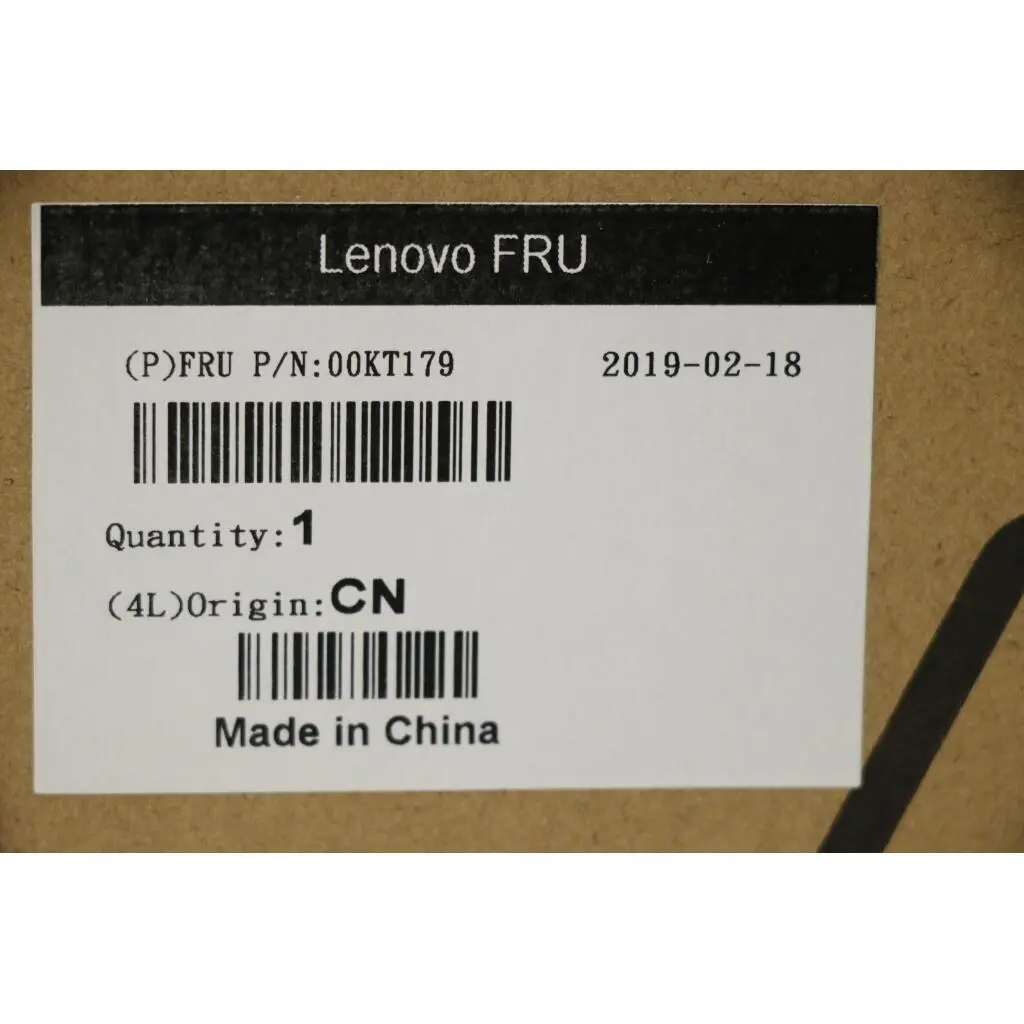 Lenovo FRU
(P)FRU P/N:00KT179 2019-02-18
Quantity:1
(4L)Origin:CN
Made in China